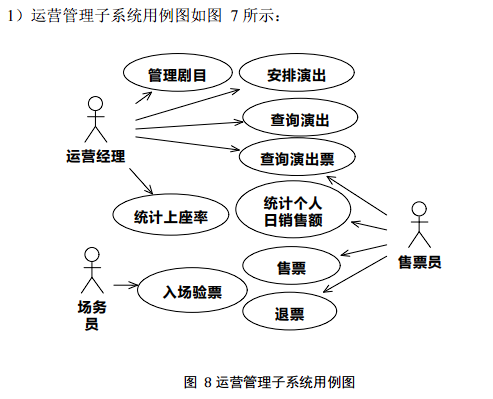 1）运营管理子系统用例图如图 7 所示：
管理剧目
安排演出
查询演出
运营经理
查询演出票
统计个人
日销售额
统计上座率
售票员
售票
场务
员
入场验票
退票
图 8 运营管理子系统用例图